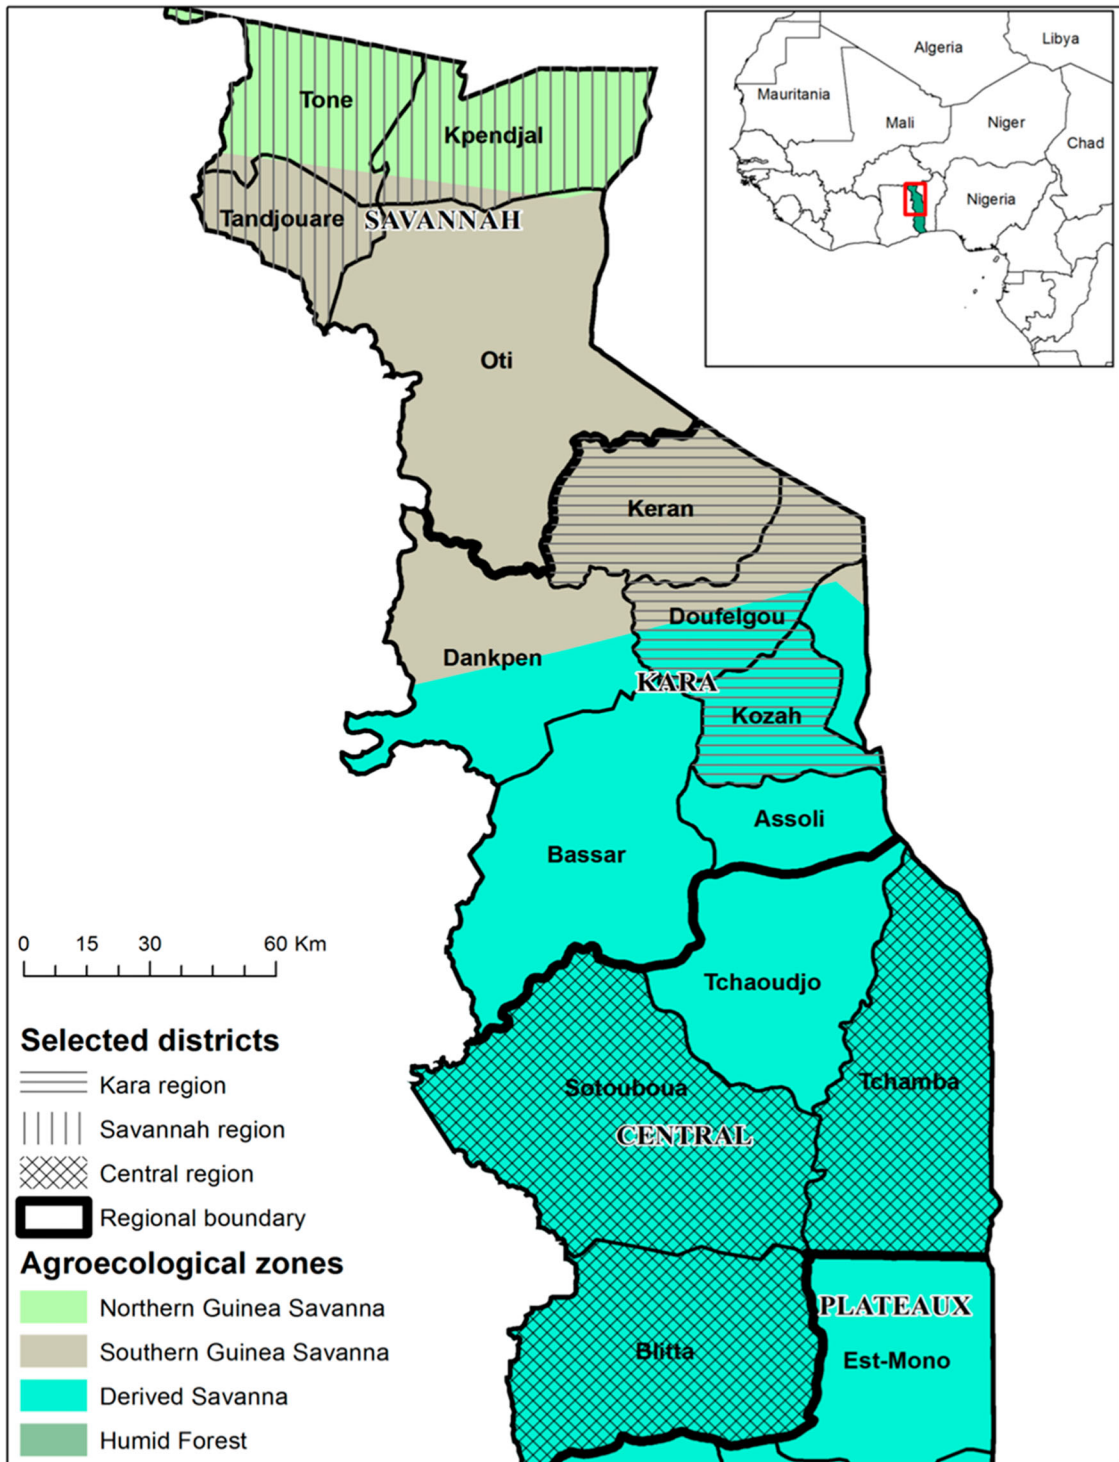 Algeria
Libya
Mauritania
Mali
Niger
Chad
Nigeria
Tone
Kpendjal
Tandjouare
SAVANNAH
Oti
Keran
Doufelgou
Dankpen
KARA
Kozah
Assoli
Bassar
Tchaoudjo
Tchamba
Sotouboua
CENTRAL
PLATEAUX
Blitta
Est-Mono
0 15 30 60 Km
Selected districts
Kara region
Savannah region
Central region
Regional boundary
Agroecological zones
Northern Guinea Savanna
Southern Guinea Savanna
Derived Savanna
Humid Forest